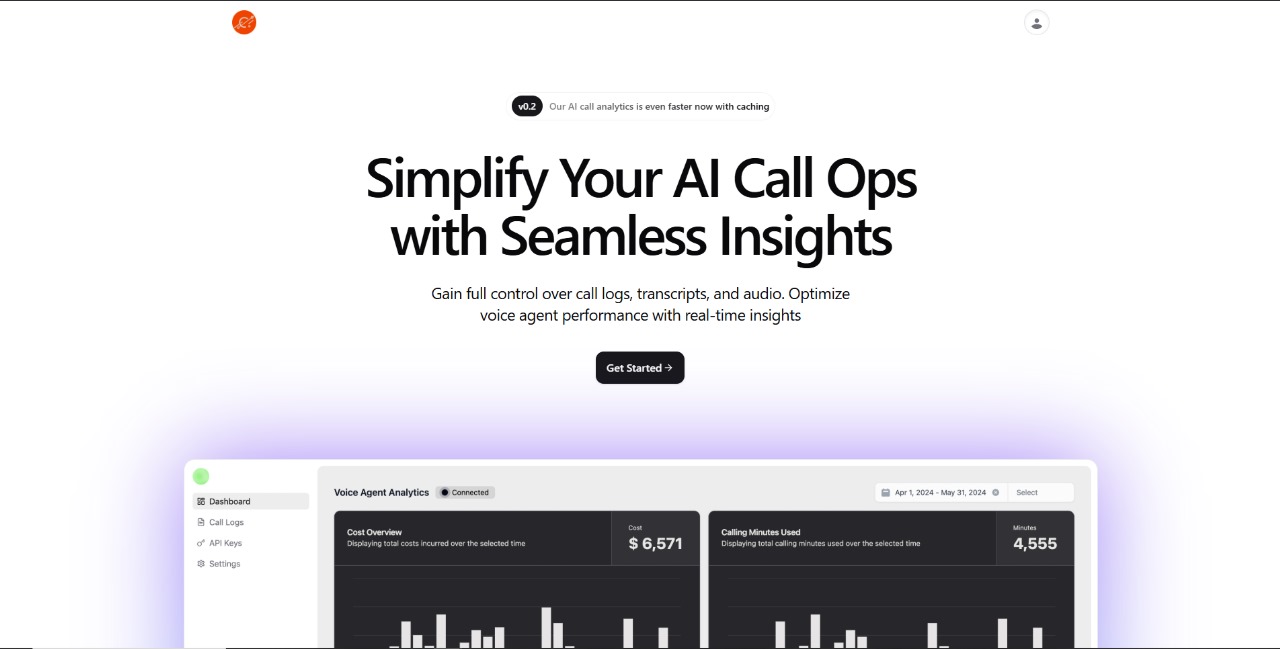 v0.2 Our AI call analytics is even faster now with caching
Simplify Your AI Call Ops
with Seamless Insights
Gain full control over call logs, transcripts, and audio. Optimize
voice agent performance with real-time insights
Get Started →
Dashboard
Call Logs
API Keys
Settings
Voice Agent Analytics
Connected
Apr 1, 2024 - May 31, 2024
Select
Cost Overview
Displaying total costs incurred over the selected time
Cost
$ 6,571
Calling Minutes Used
Displaying total calling minutes used over the selected time
Minutes
4,555